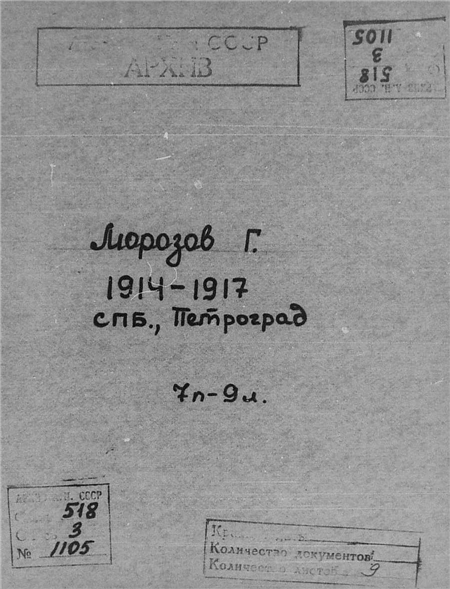 СССР
АРХИВ
1105
3
518
Морозов Г.
1914-1917
СПБ., Петроград
7п-9л.
А.Н. СССР
518
3
№ 1105
Количество документов
Количество листов 9